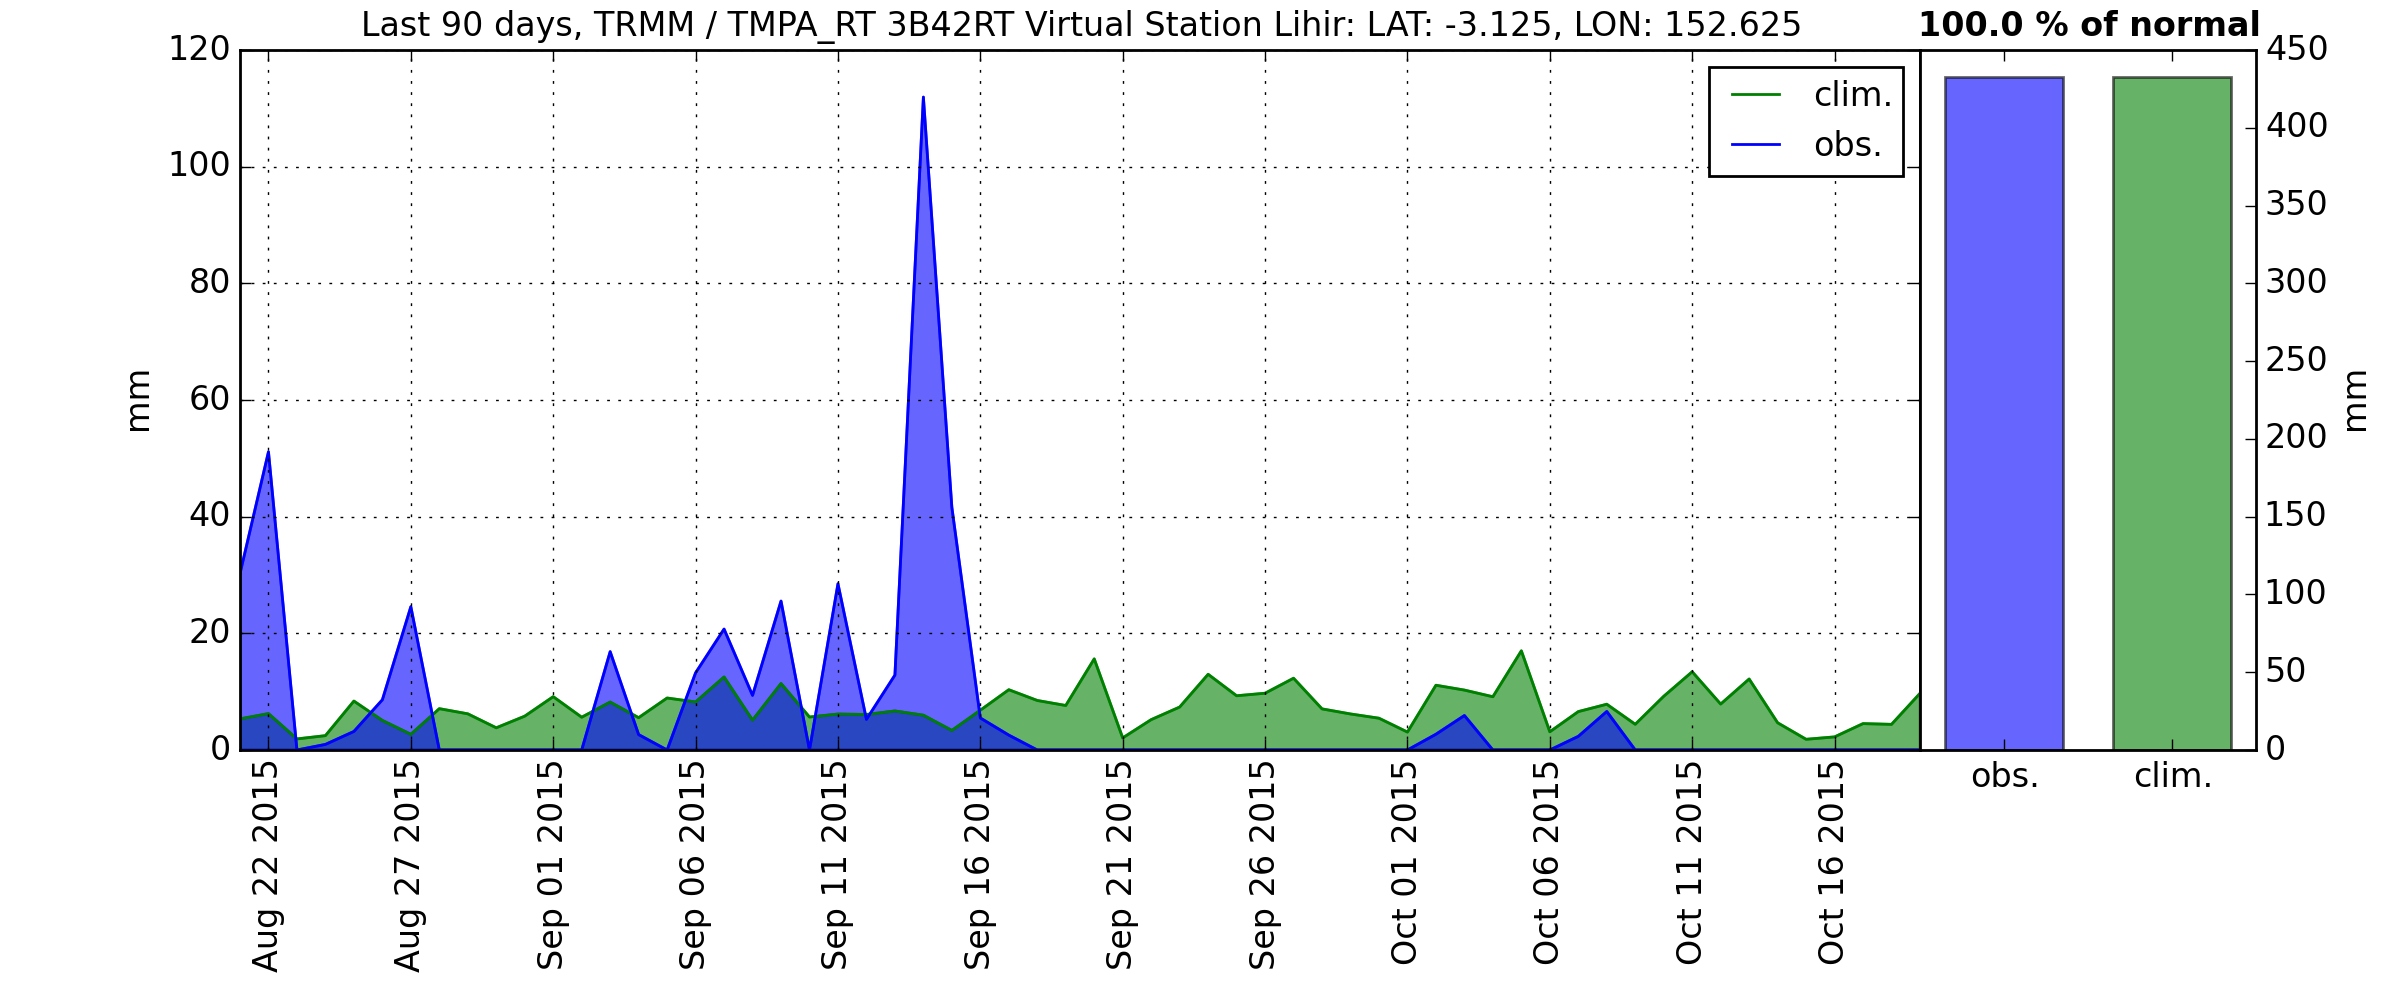 Last 90 days, TRMM / TMPA_RT 3B42RT Virtual Station Lihir: LAT: -3.125, LON: 152.625
100.0 % of normal
120
100
80
60
40
20
0
mm
clim.
obs.
450
400
350
300
250
200
150
100
50
0
mm
obs.
clim.
Aug 22 2015
Aug 27 2015
Sep 01 2015
Sep 06 2015
Sep 11 2015
Sep 16 2015
Sep 21 2015
Sep 26 2015
Oct 01 2015
Oct 06 2015
Oct 11 2015
Oct 16 2015